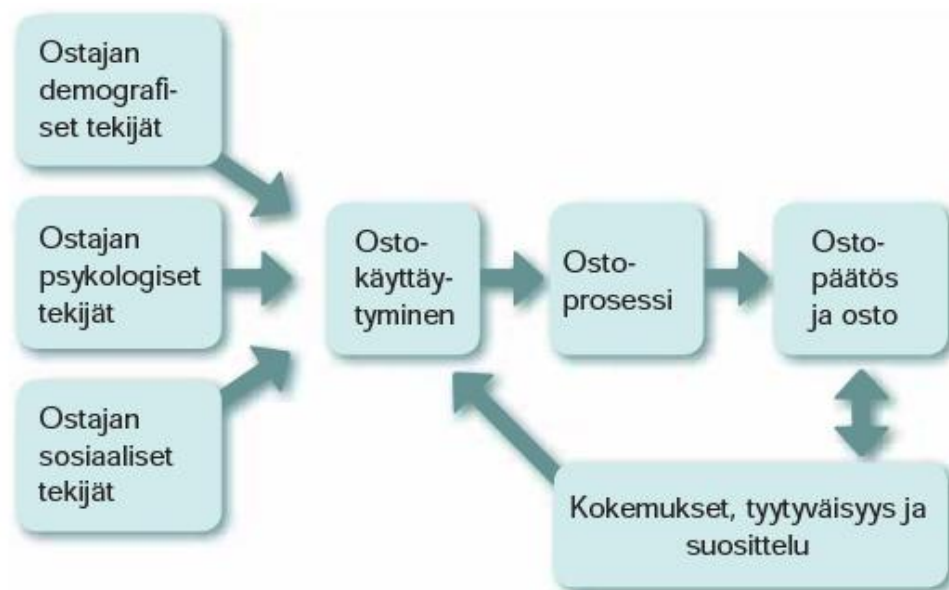 Ostajan
demografi-
set tekijät
Ostajan
psykologiset
tekijät
Ostajan
sosiaaliset
tekijät
Osto-
käyttäy-
tyminen
Osto-
prosessi
Osto-
päätös
ja osto
Kokemukset, tyytyväisyys ja
suosittelu